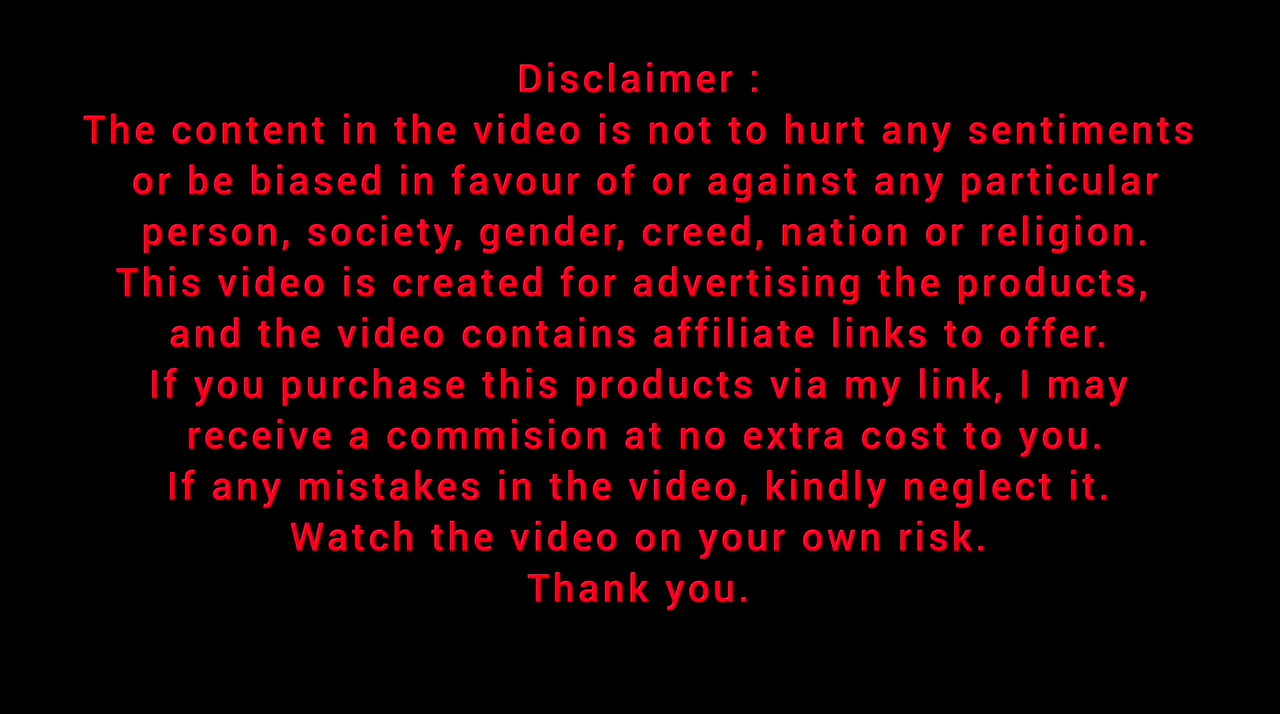 Disclaimer :
The content in the video is not to hurt any sentiments
or be biased in favour of or against any particular
person, society, gender, creed, nation or religion.
This video is created for advertising the products,
and the video contains affiliate links to offer.
If you purchase this products via my link, I may
receive a commision at no extra cost to you.
If any mistakes in the video, kindly neglect it.
Watch the video on your own risk.
Thank you.